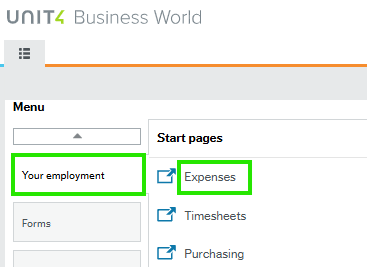 UNIT4 Business World
Menu
Start pages
Your employment
Expenses
Forms
Timesheets
Purchasing